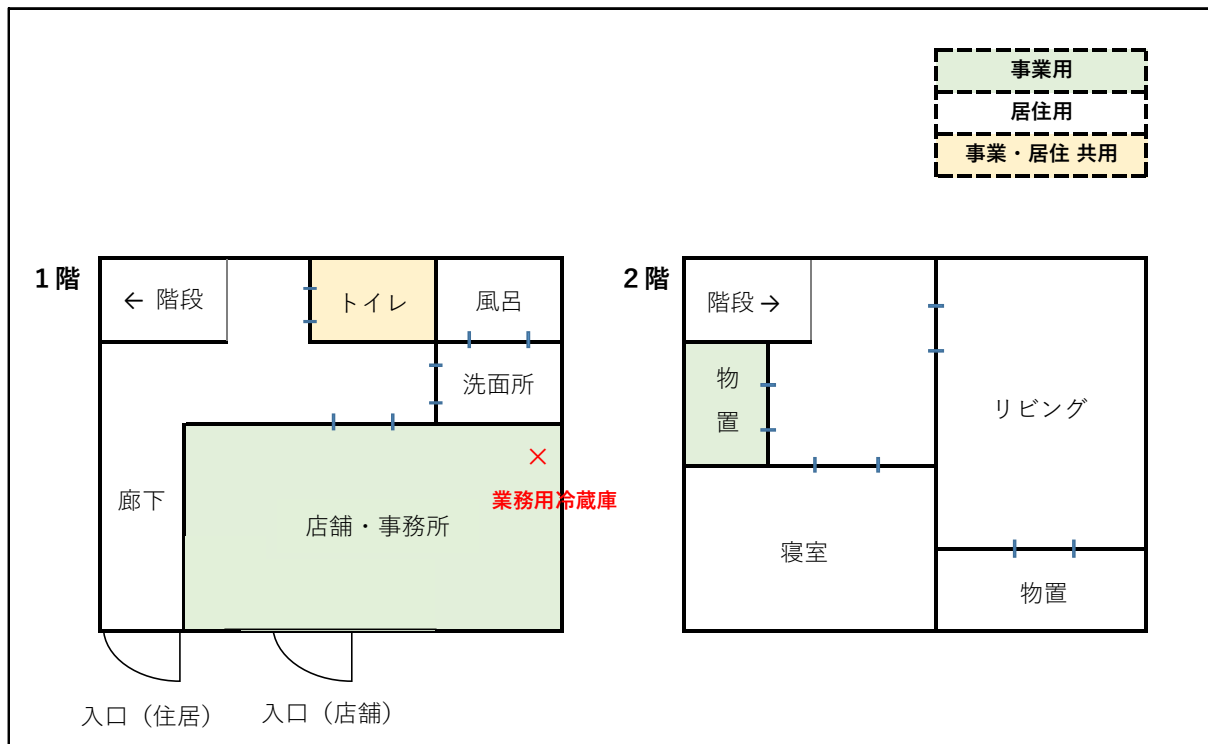 事業用
居住用
事業・居住 共用
1階
← 階段
トイレ
風呂
洗面所
廊下
店舗・事務所
×
業務用冷蔵庫
入口（住居）
入口（店舗）
2階
階段→
物
置
リビング
寝室
物置